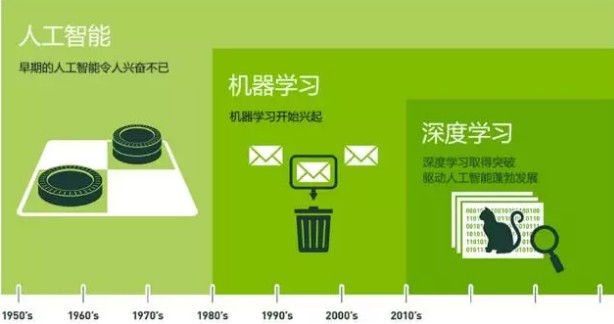 人工智能
早期的人工智能令人兴奋不已
机器学习
机器学习开始兴起
深度学习
深度学习取得突破
驱动人工智能蓬勃发展
1950's 1960's 1970's 1980's 1990's 2000's 2010's